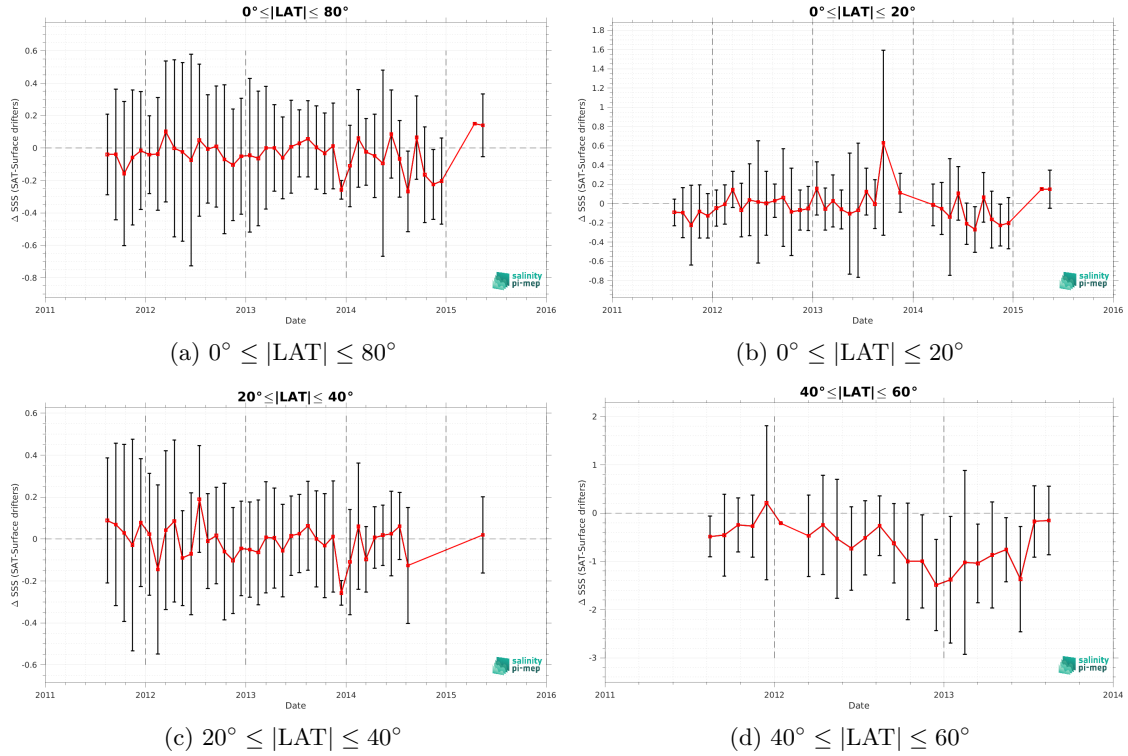 0°≤|LAT|≤ 80°
Δ SSS (SAT-Surface drifters)
0.6
0.4
0.2
0
-0.2
-0.4
-0.6
-0.8
salinity
pi-mep
2011 2012 2013 2014 2015 2016
Date
(a) 0° ≤ |LAT| ≤ 80°
0°≤|LAT|≤ 20°
Δ SSS (SAT-Surface drifters)
1.8
1.6
1.4
1.2
1
0.8
0.6
0.4
0.2
0
-0.2
-0.4
-0.6
-0.8
salinity
pi-mep
2011 2012 2013 2014 2015 2016
Date
(b) 0° ≤ |LAT| ≤ 20°
20°≤|LAT|≤ 40°
Δ SSS (SAT-Surface drifters)
0.6
0.4
0.2
0
-0.2
-0.4
-0.6
salinity
pi-mep
2011 2012 2013 2014 2015 2016
Date
(c) 20° ≤ |LAT| ≤ 40°
40°≤|LAT|≤ 60°
Δ SSS (SAT-Surface drifters)
2
1
0
-1
-2
-3
salinity
pi-mep
2011 2012 2013 2014
Date
(d) 40° ≤ |LAT| ≤ 60°